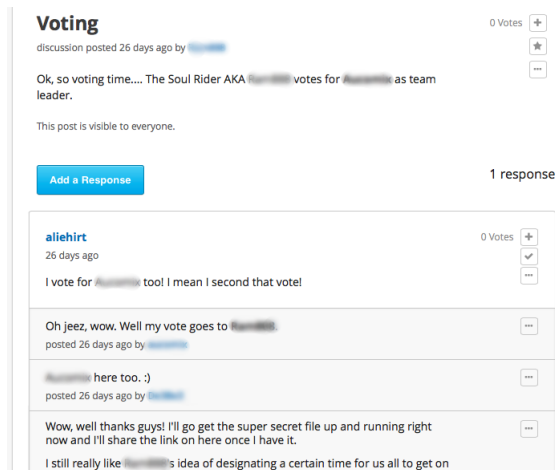 Voting
0 Votes
discussion posted 26 days ago by
Ok, so voting time.... The Soul Rider AKA votes for as team
leader.
This post is visible to everyone.
Add a Response
1 response
aliehirt
0 Votes
26 days ago
I vote for too! I mean I second that vote!
Oh jeez, wow. Well my vote goes to
posted 26 days ago by
here too. :)
posted 26 days ago by
Wow, well thanks guys! I'll go get the super secret file up and running right
now and I'll share the link on here once I have it.
I still really like 's idea of designating a certain time for us all to get on